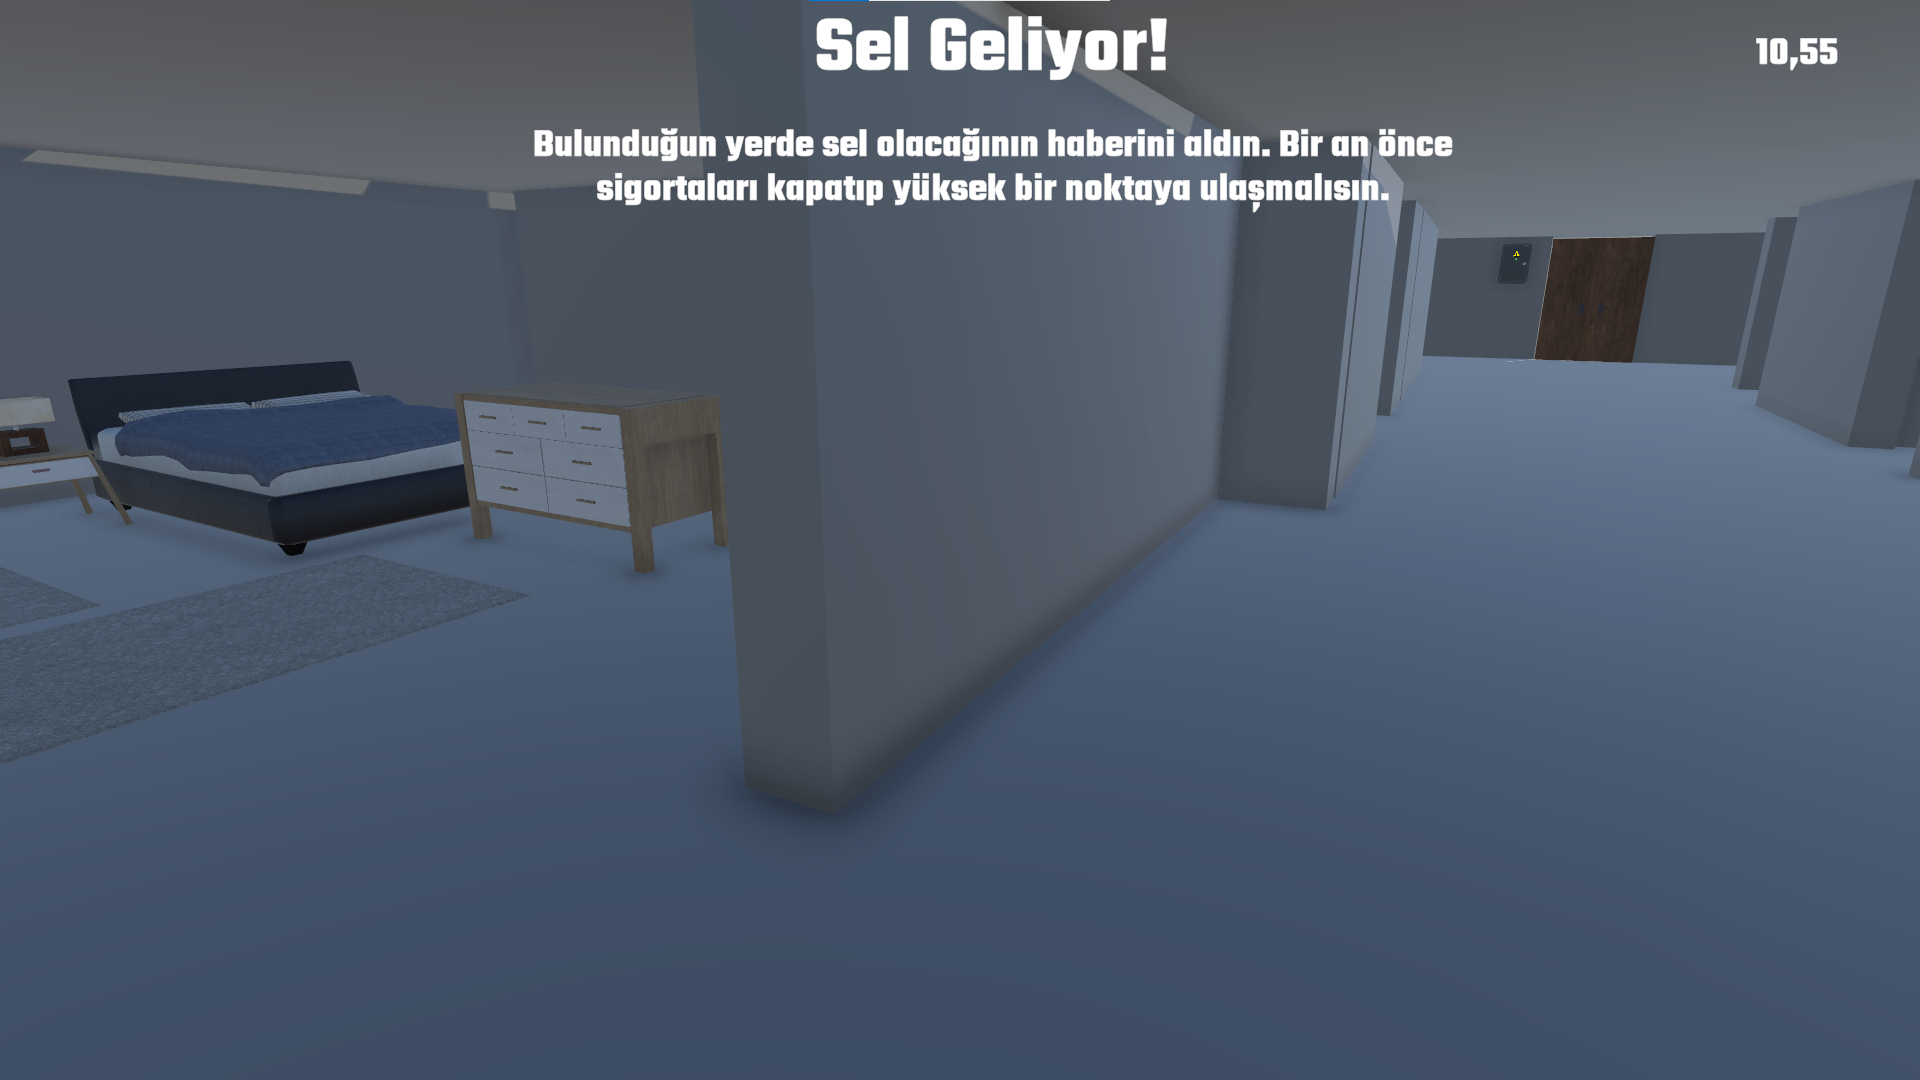 Sel Geliyor!
10,55
Bulunduğun yerde sel olacağının haberini aldın. Bir an önce
sigortaları kapatıp yüksek bir noktaya ulaşmalısın.